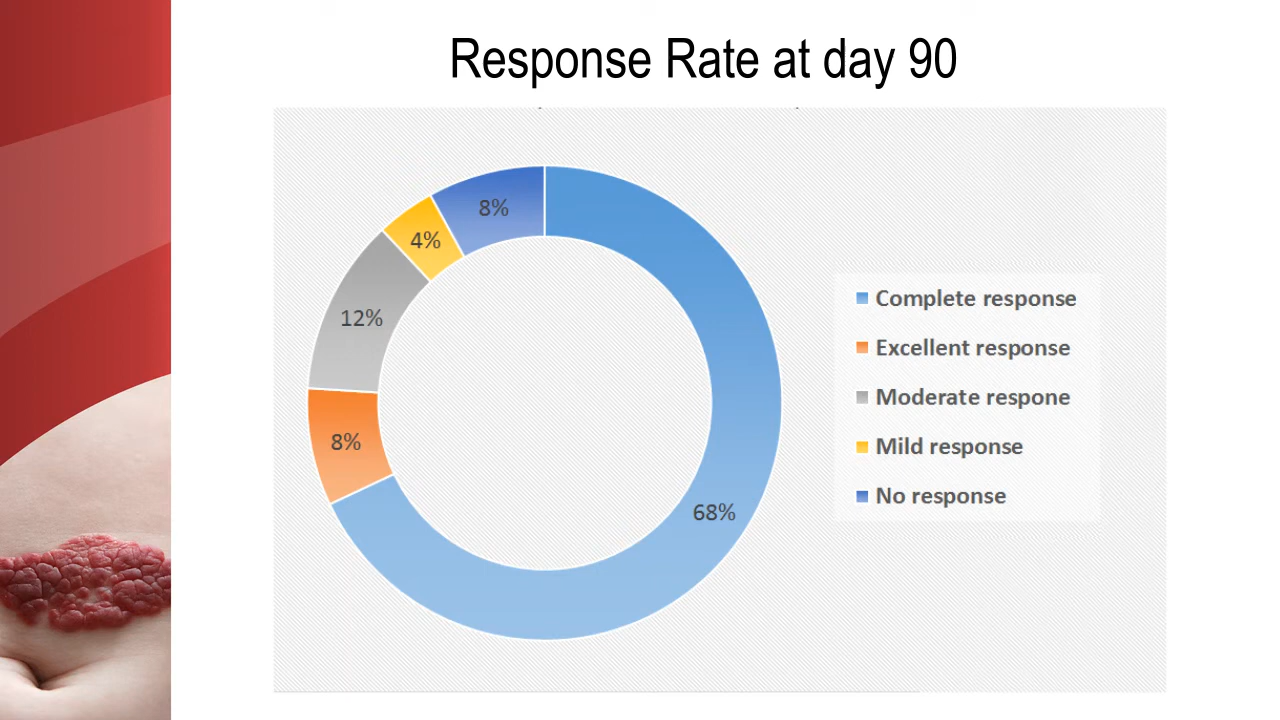 Response Rate at day 90
8%
4%
12%
8%
68%
Complete response
Excellent response
Moderate respone
Mild response
No response